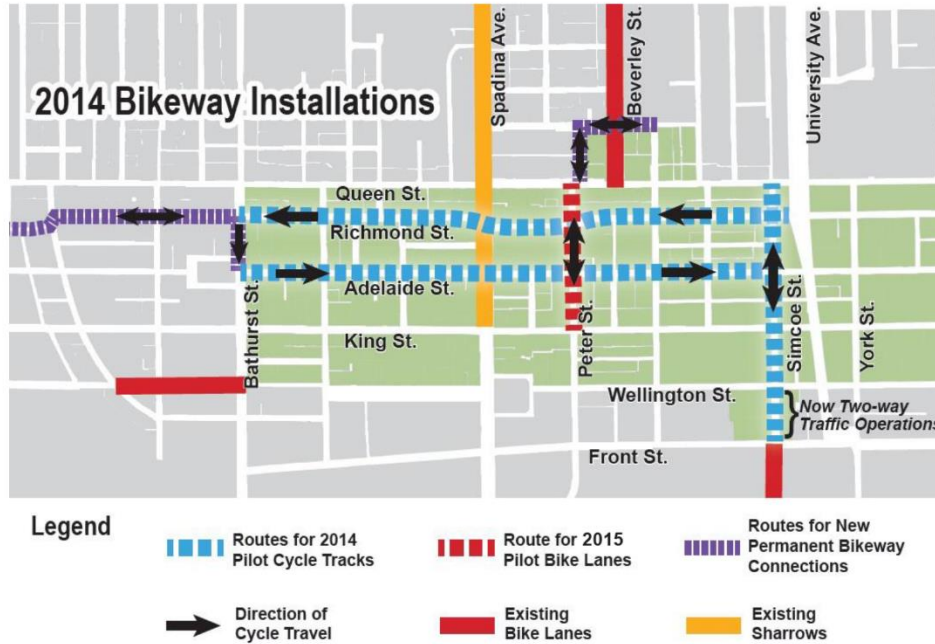 2014 Bikeway Installations
Spadina Ave.
Beverley St.
University Ave.
Queen St.
Richmond St.
Adelaide St.
Bathurst St.
King St.
Peter St.
Simcoe St.
York St.
Wellington St.
Now Two-way
Traffic Operations
Front St.
Legend
Routes for 2014
Pilot Cycle Tracks
Route for 2015
Pilot Bike Lanes
Routes for New
Permanent Bikeway
Connections
Direction of
Cycle Travel
Existing
Bike Lanes
Existing
Sharrows